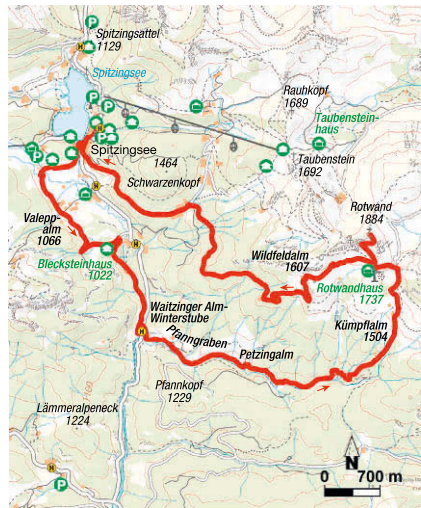 Spitzingsattel
1129
Spitzingsee
Rauhkopf
1689
Taubenstein-
haus
Spitzingsee
Taubenstein
1692
1464
Schwarzenkopf
Rotwand
1884
Valepp-
alm
1066
Wildfeldalm
1607
Blecksteinhaus
1022
Rotwandhaus
1737
Waitzinger Alm-
Winterstube
Pfanngraben
Kümpflalm
1504
Petzingalm
Pfannkopf
1229
Lämmeralpeneck
1224
N
0 700 m